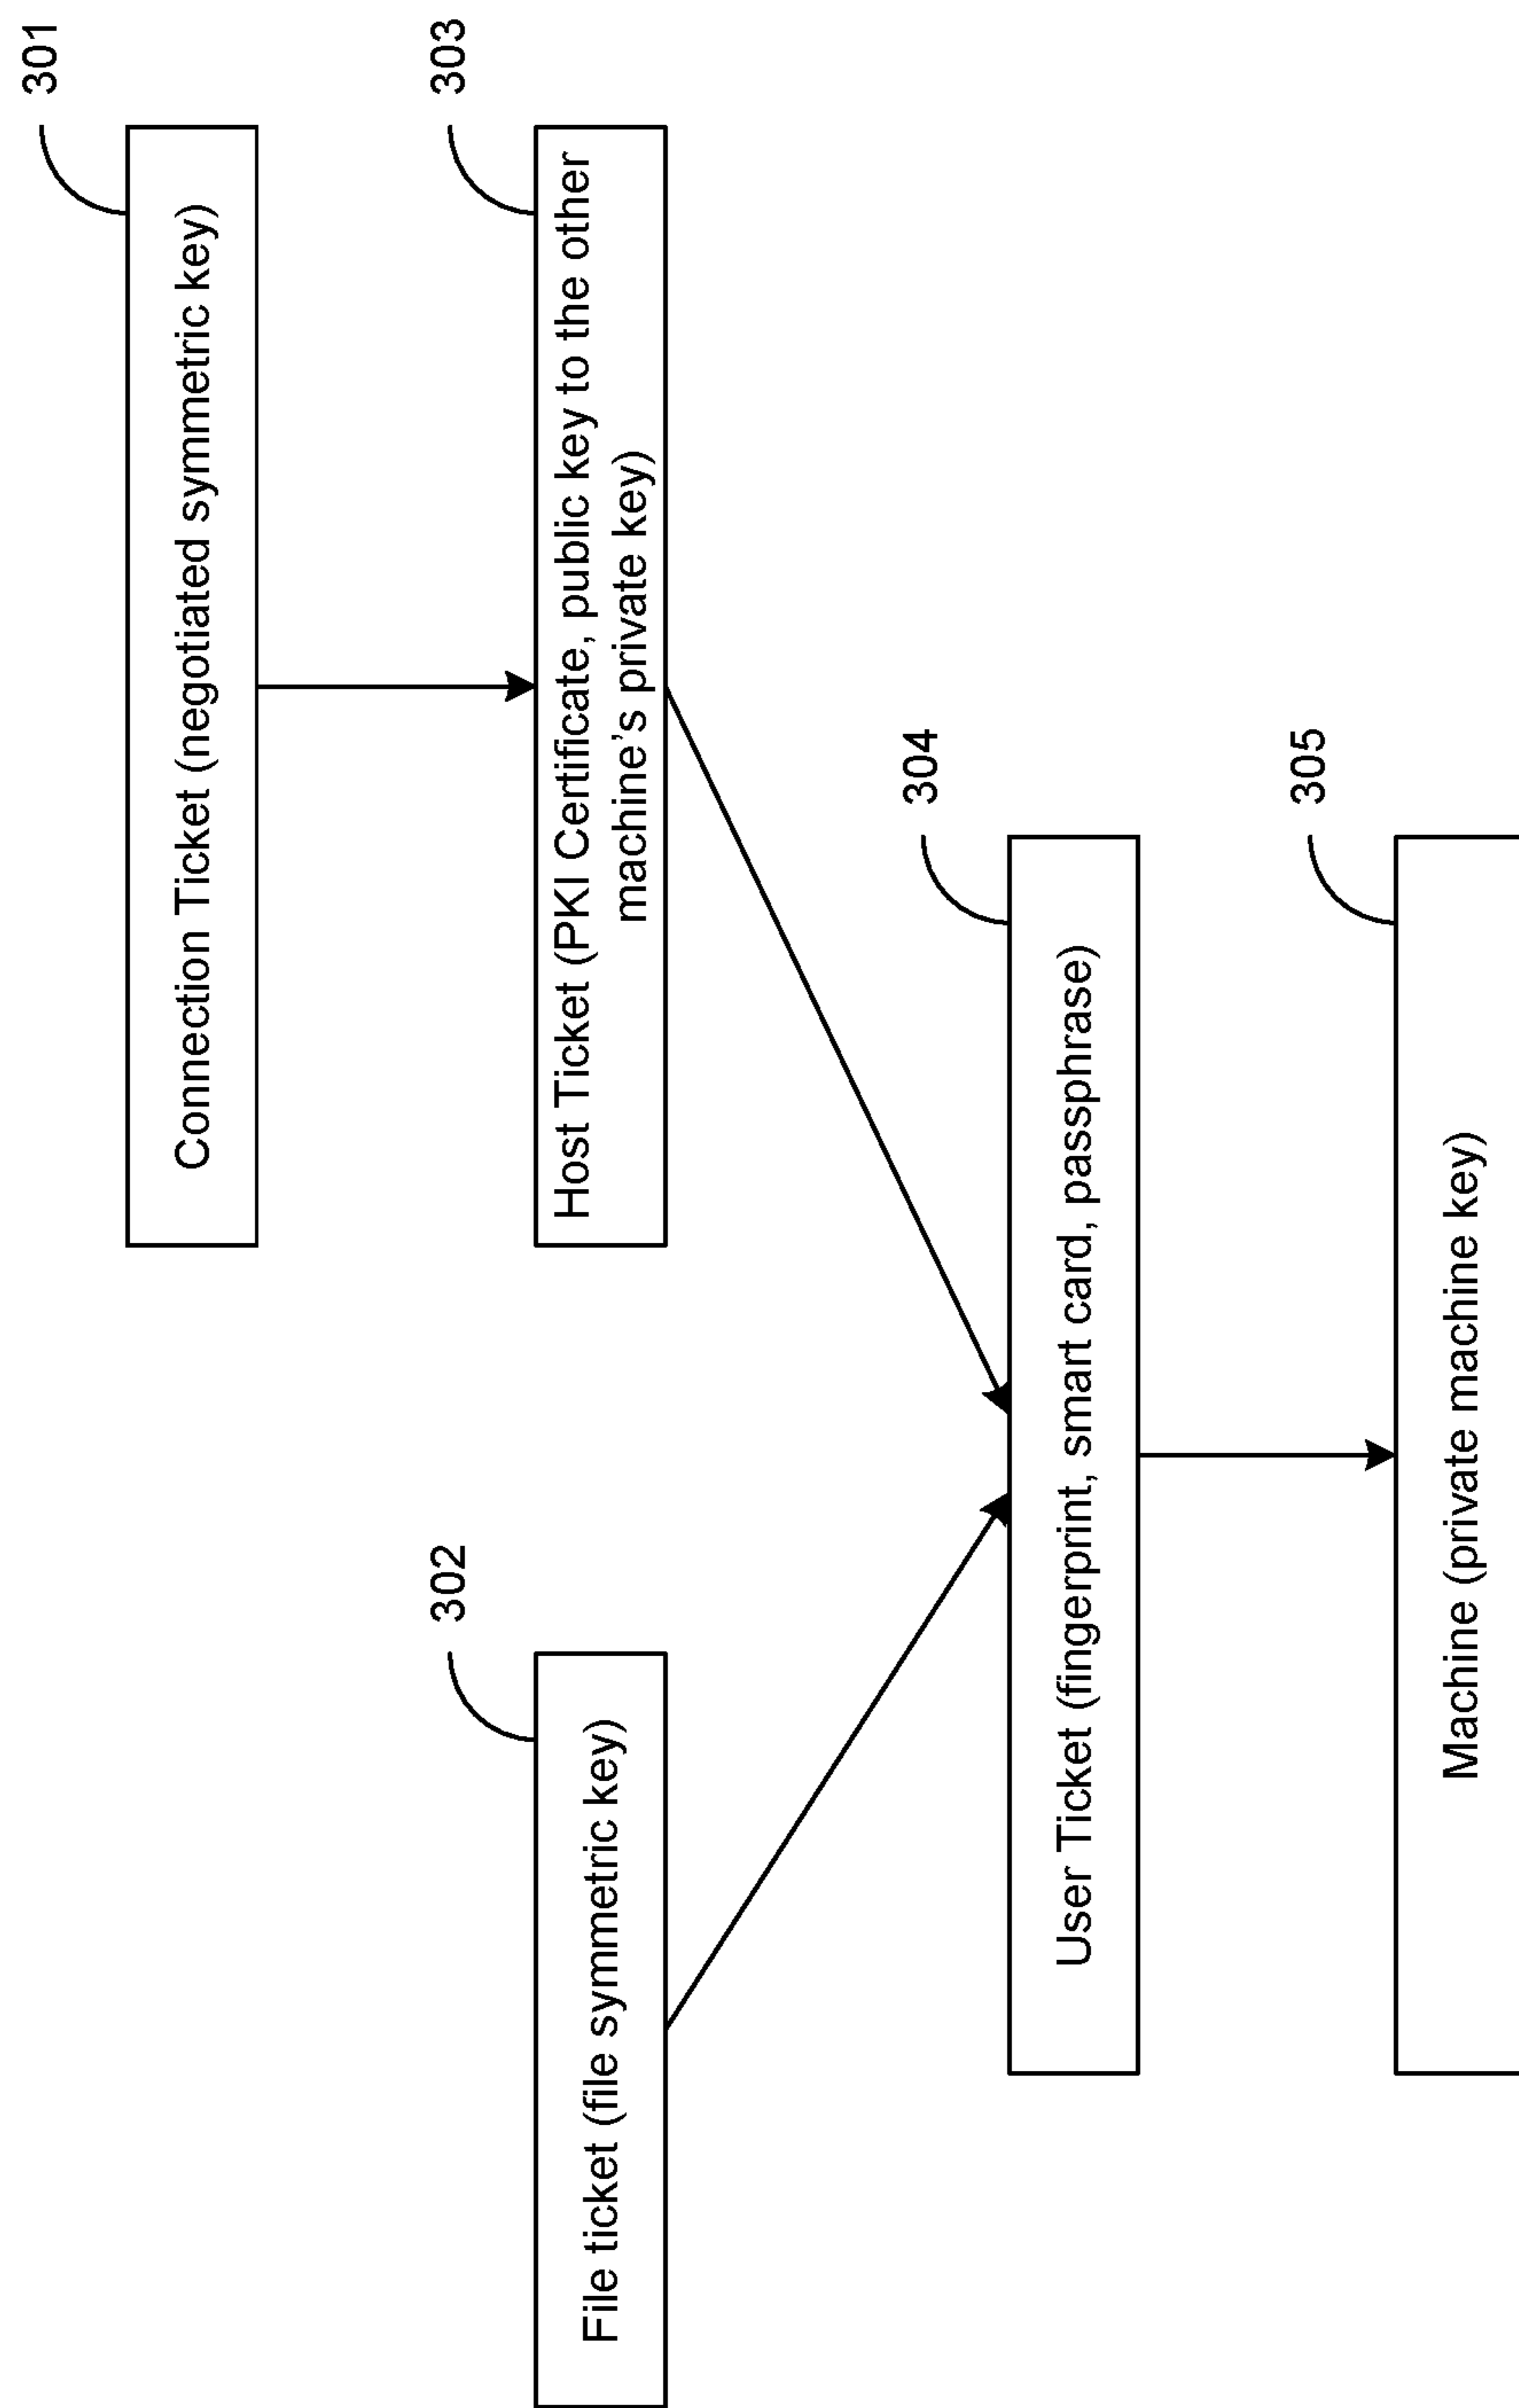 301
Connection Ticket (negotiated symmetric key)
302
303
File ticket (file symmetric key)
Host Ticket (PKI Certificate, public key to the other
machine's private key)
304
User Ticket (fingerprint, smart card, passphrase)
305
Machine (private machine key)